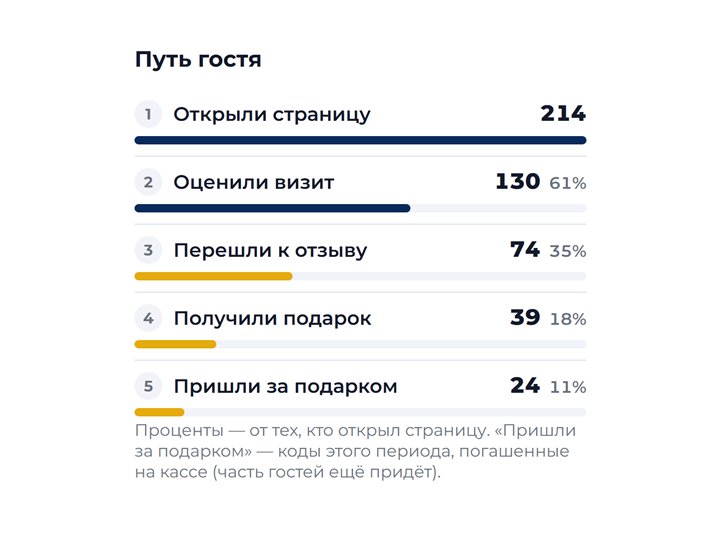 Путь гостя
1 Открыли страницу 214
2 Оценили визит 130 61%
3 Перешли к отзыву 74 35%
4 Получили подарок 39 18%
5 Пришли за подарком 24 11%
Проценты — от тех, кто открыл страницу. «Пришли
за подарком» — коды этого периода, погашенные
на кассе (часть гостей ещё придёт).